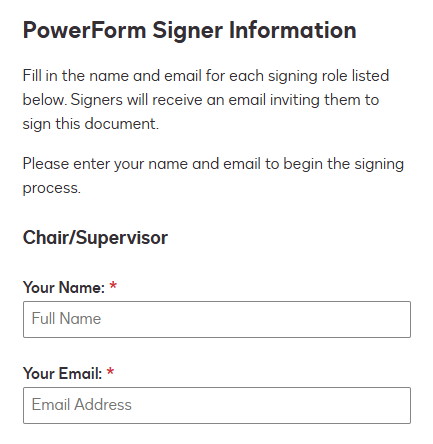 PowerForm Signer Information
Fill in the name and email for each signing role listed
below. Signers will receive an email inviting them to
sign this document.
Please enter your name and email to begin the signing
process.
Chair/Supervisor
Your Name: *
Full Name
Your Email: *
Email Address